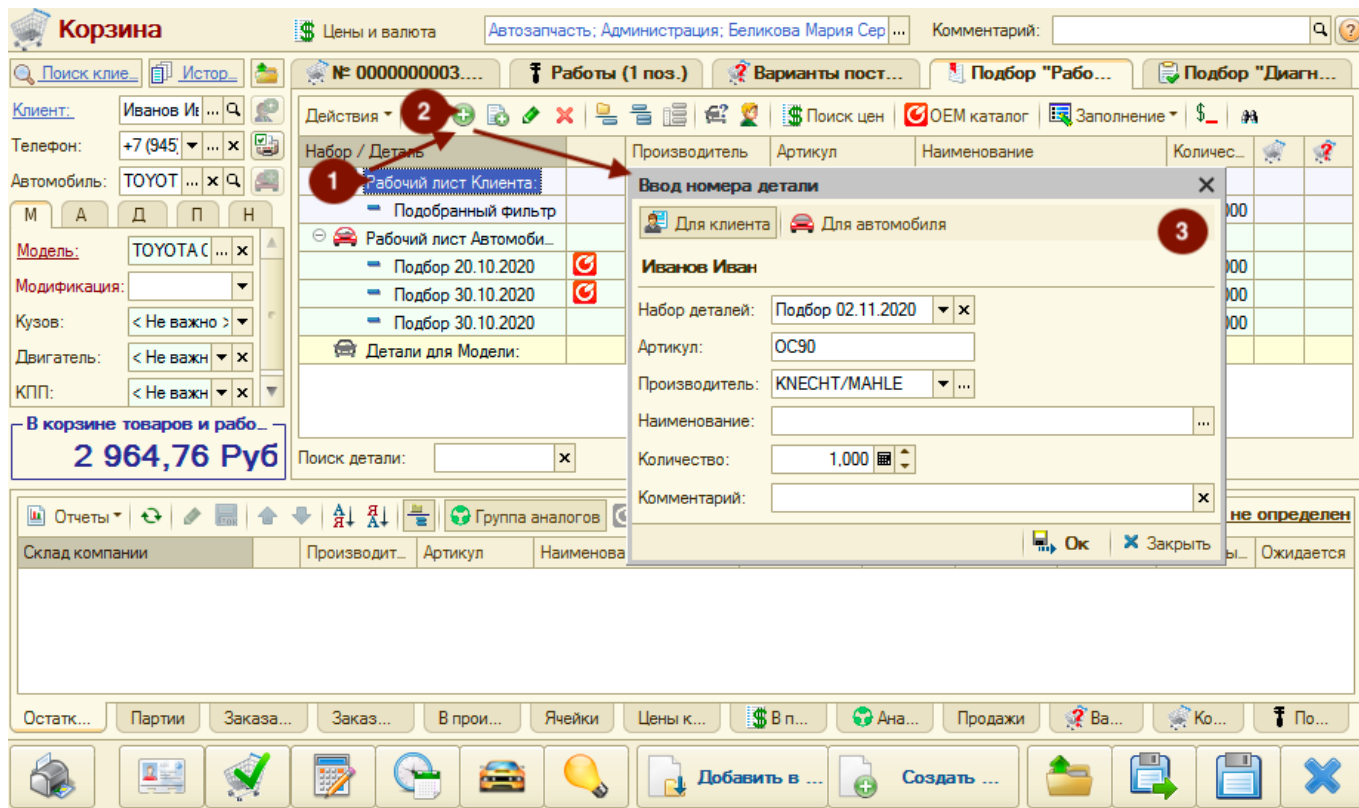 Корзина
Цены и валюта
Автозапчасть; Администрация; Беликова Мария Сер ...
Комментарий:
Поиск клие...
Истор...
№ 0000000003....
Работы (1 поз.)
Варианты пост...
Подбор "Рабо...
Подбор "Диагн...
Клиент:
Иванов Ив ...
Действия
2
Поиск цен
OEM каталог
Заполнение
Телефон:
+7 (945) ...
Набор / Деталь
Производитель
Артикул
Наименование
Количес...
Автомобиль:
TOYOT ...
1
Рабочий лист Клиента:
Ввод номера детали
М
А
Д
П
Н
Подобранный фильтр
Для клиента
Для автомобиля
3
000
Модель:
TOYOTA C ...
Рабочий лист Автомоби...
Иванов Иван
Подбор 20.10.2020
000
Модификация:
Подбор 30.10.2020
Набор деталей:
Подбор 02.11.2020
000
Кузов:
< Не важно >
Подбор 30.10.2020
000
Двигатель:
< Не важн
Детали для Модели:
Артикул:
OC90
КПП:
< Не важн
Производитель:
KNECHT/MAHLE
...
Наименование:
...
В корзине товаров и рабо...
2 964,76 Руб
Поиск детали:
Количество:
1,000
Комментарий:
Отчеты
Группа аналогов
не определен
Ок
Закрыть
Склад компании
Производит...
Артикул
Наименова
ы...
Ожидается
Остатк...
Партии
Заказа...
Заказ...
В прои...
Ячейки
Цены к...
В п...
Ана...
Продажи
Ва...
Ко...
По...
Добавить в ...
Создать ...